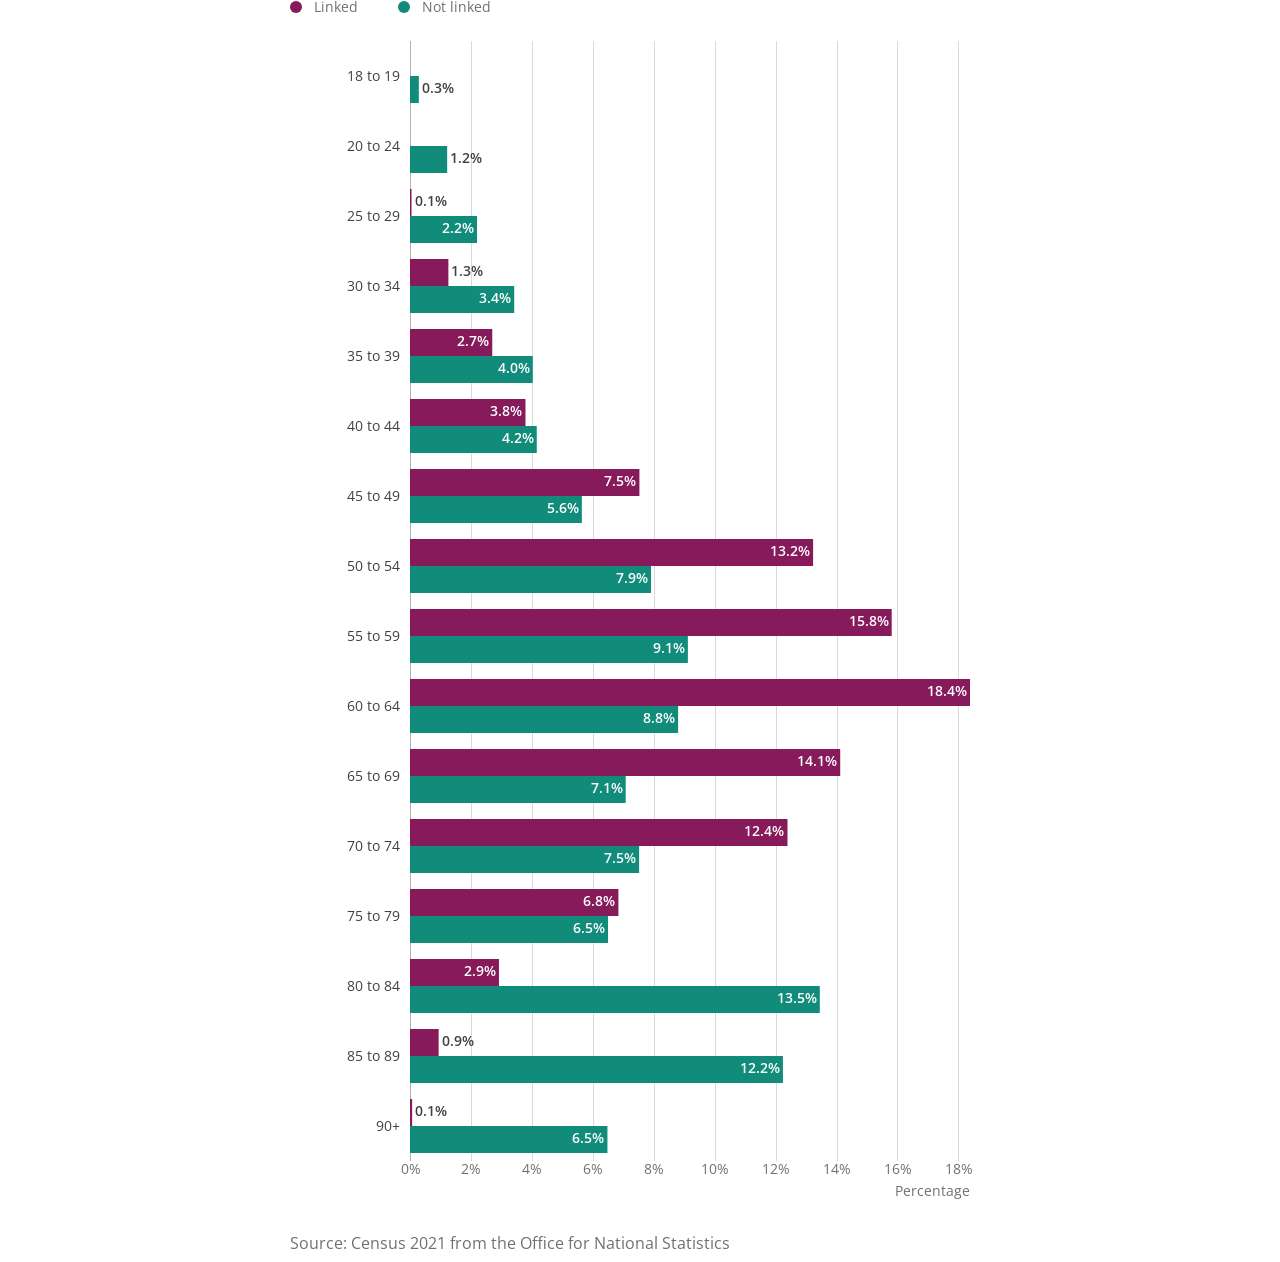 Linked Not linked
18 to 19
0.3%
20 to 24
1.2%
0.1%
25 to 29
2.2%
1.3%
30 to 34
3.4%
2.7%
35 to 39
4.0%
3.8%
40 to 44
4.2%
7.5%
45 to 49
5.6%
13.2%
50 to 54
7.9%
15.8%
55 to 59
9.1%
18.4%
60 to 64
8.8%
14.1%
65 to 69
7.1%
12.4%
70 to 74
7.5%
6.8%
75 to 79
6.5%
2.9%
80 to 84
13.5%
0.9%
85 to 89
12.2%
0.1%
90+
6.5%
0% 2% 4% 6% 8% 10% 12% 14% 16% 18%
Percentage
Source: Census 2021 from the Office for National Statistics